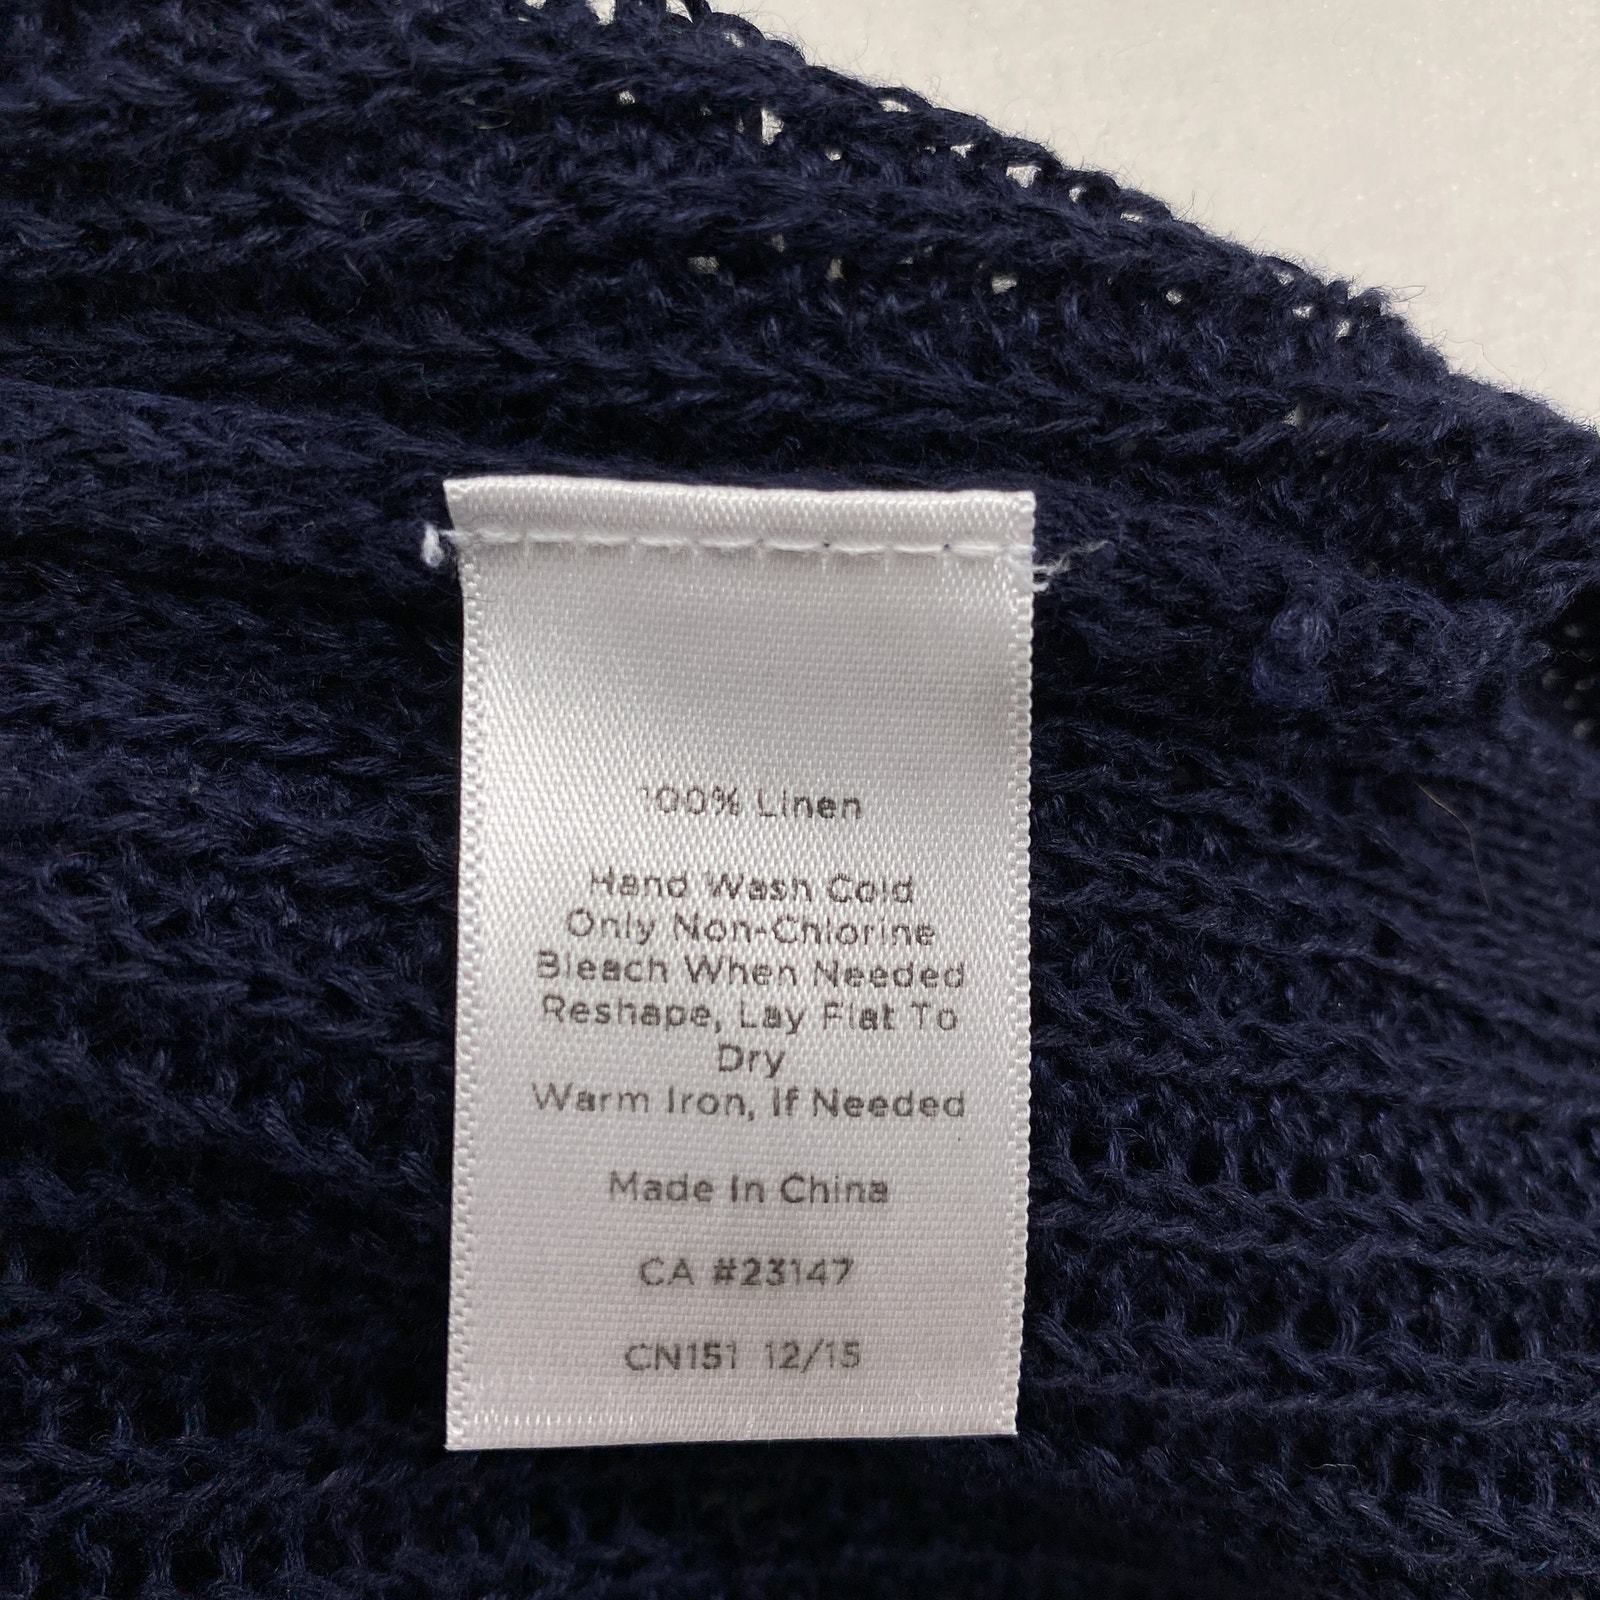 100% Linen
Hand Wash Cold
Only Non-Chlorine
Bleach When Needed
Reshape, Lay Flat To
Dry
Warm Iron, If Needed
Made In China
CA #23147
CN151 12/15